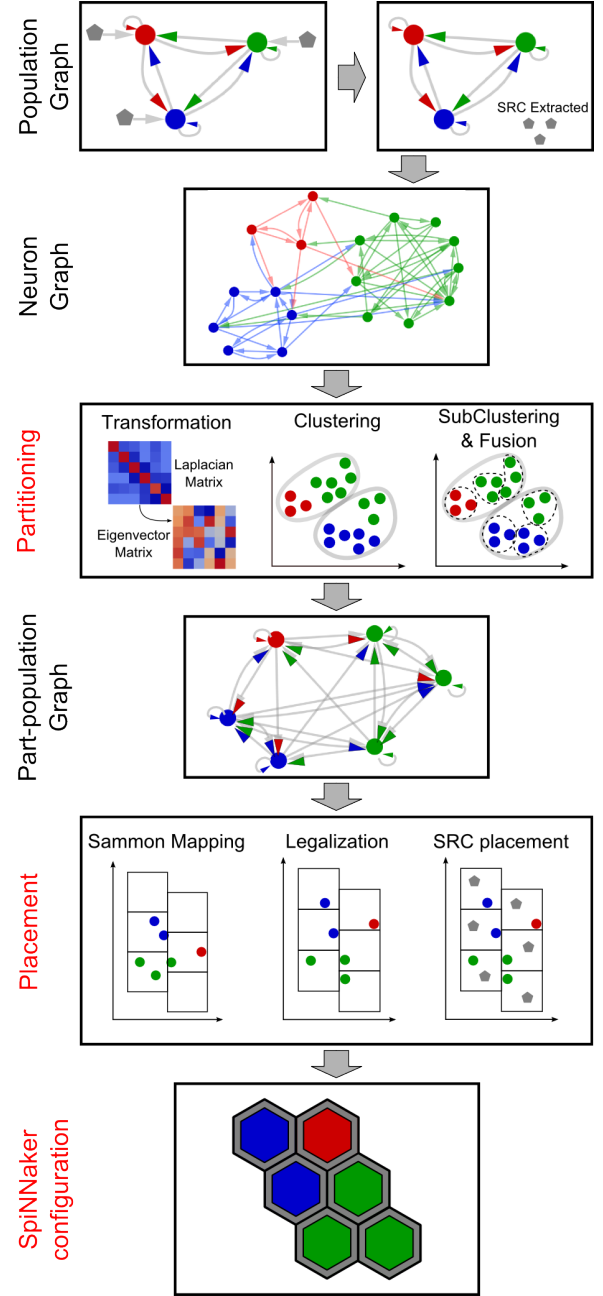 Population
Graph
SRC Extracted
Neuron
Graph
Partitioning
Transformation
Laplacian
Matrix
Eigenvector
Matrix
Clustering
SubClustering
& Fusion
Part-population
Graph
Placement
Sammon Mapping
Legalization
SRC placement
SpiNNaker
configuration